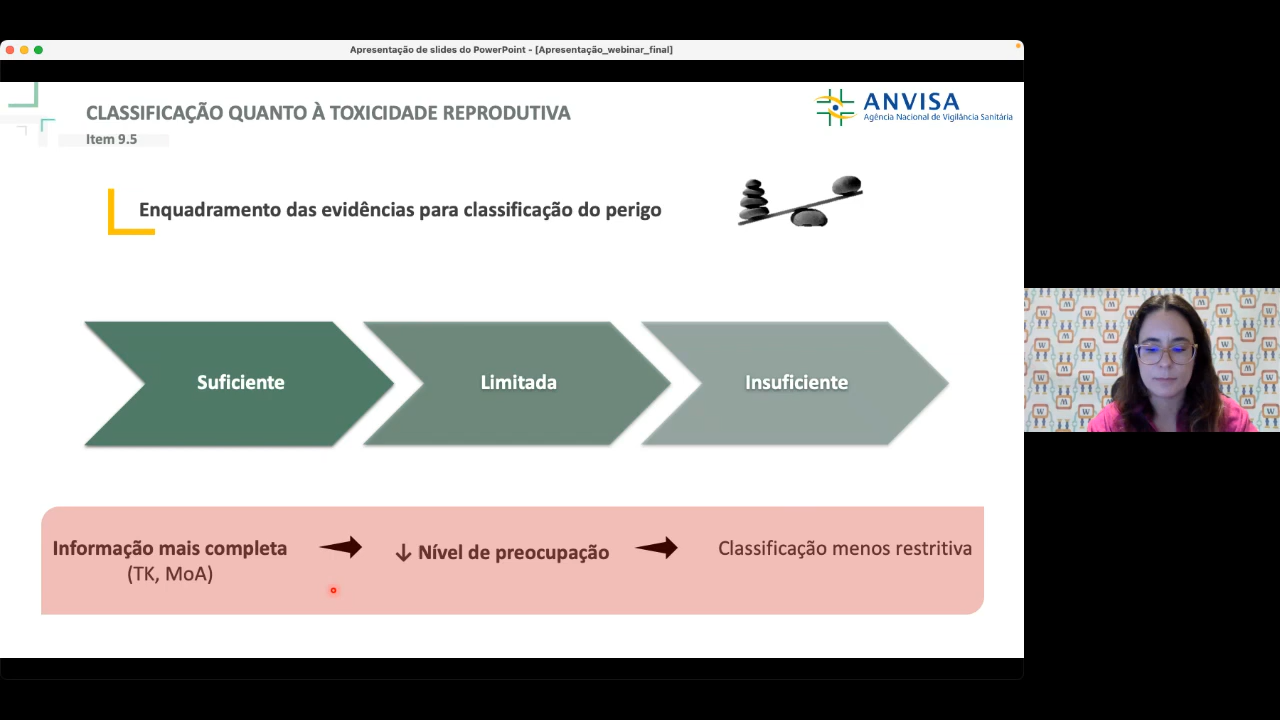 Apresentação de slides do PowerPoint - [Apresentação_webinar_final]
CLASSIFICAÇÃO QUANTO À TOXICIDADE REPRODUTIVA
Item 9.5
ANVISA
Agência Nacional de Vigilância Sanitária
Enquadramento das evidências para classificação do perigo
Suficiente
Limitada
Insuficiente
Informação mais completa
(TK, MoA)
↓ Nível de preocupação
Classificação menos restritiva